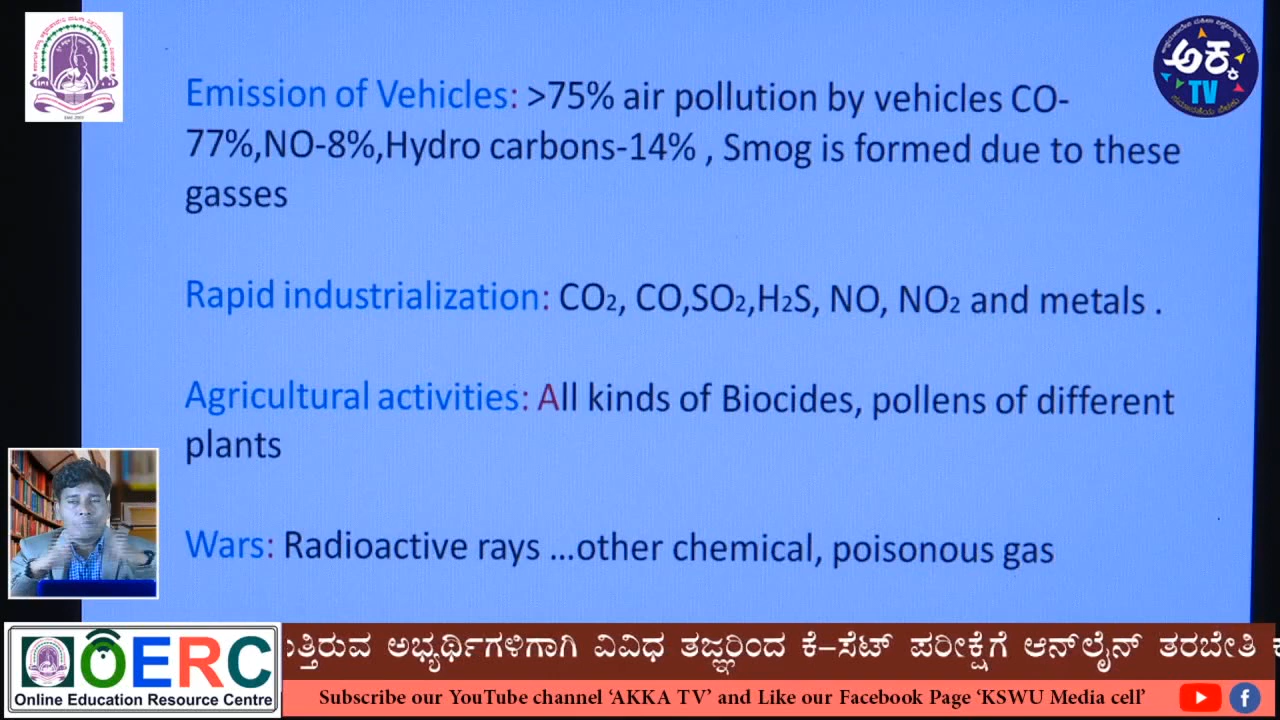 Emission of Vehicles: >75% air pollution by vehicles CO-
77%,NO-8%,Hydro carbons-14% , Smog is formed due to these
gasses
Rapid industrialization: CO₂, CO,SO₂,H₂S, NO, NO₂ and metals .
Agricultural activities: All kinds of Biocides, pollens of different
plants
Wars: Radioactive rays ...other chemical, poisonous gas
ಅಕ್ಕ
TV
OERC
Online Education Resource Centre
ುತ್ತಿರುವ ಅಭ್ಯರ್ಥಿಗಳಿಗಾಗಿ ವಿವಿಧ ತಜ್ಞರಿಂದ ಕೆ–ಸೆಟ್ ಪರೀಕ್ಷೆಗೆ ಆನ್‌ಲೈನ್ ತರಬೇತಿ
Subscribe our YouTube channel ‘AKKA TV’ and Like our Facebook Page ‘KSWU Media cell’